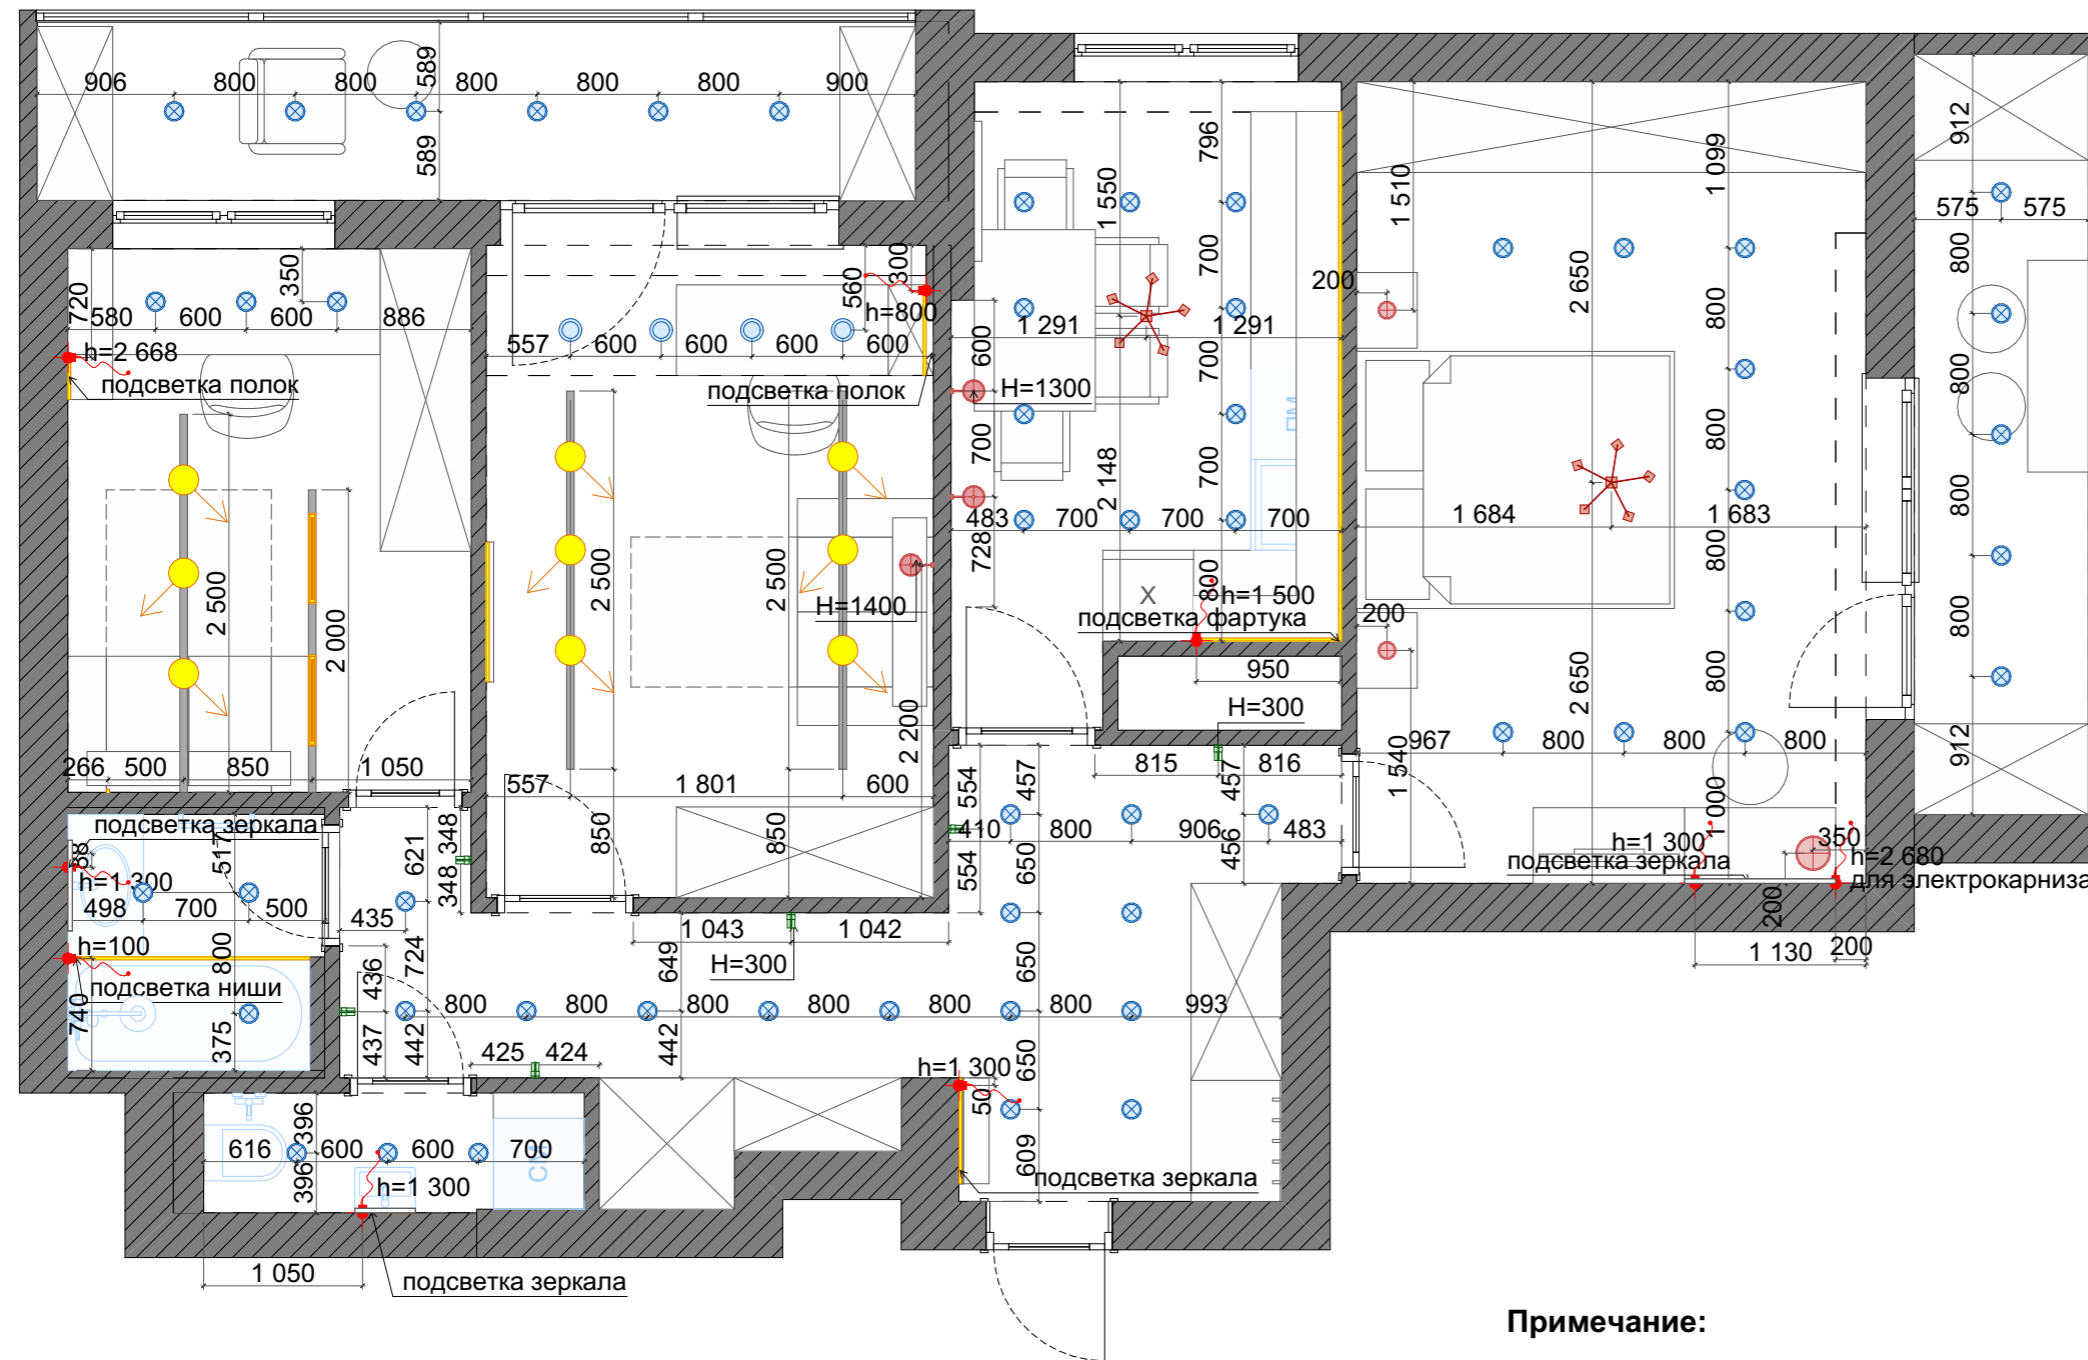 906 800 800 800 800 800 900
589
589
912
575 575
800
800
800
800
912
720
580 600 600 886
350
h=2 668
подсветка полок
2 500
2 000
266 500 850 1 050
557 600 600 600 600
560
300
h=800
подсветка полок
2 500
2 500
H=1400
2 200
557 1 801 600
850
850
796
1 550
700
1 291 1 291
600
H=1300
700
700
700
2 148
483 700 700 700
728
ПМ
X
800
h=1 500
подсветка фартука
950
H=300
1 510
1 099
2 650
200
800
800
1 684 1 683
800
200
2 650
800
967 800 800 800
1 540
1 000
h=1 300
подсветка зеркала
350
h=2 680
для электрокарниза
200
1 130 200
815 816
457
457
554
410 800 906 483
456
554
650
650
650
609
подсветка зеркала
517
88
h=1 300
498 700 500
h=100
800
подсветка ниши
740
375
621
348
348
435
724
436
437
442
1 043 1 042
H=300
649
800 800 800 800 800 800 993
442
425 424
h=1 300
50
подсветка зеркала
396
616 600 600 700
396
h=1 300
СМ
1 050
подсветка зеркала
Примечание: